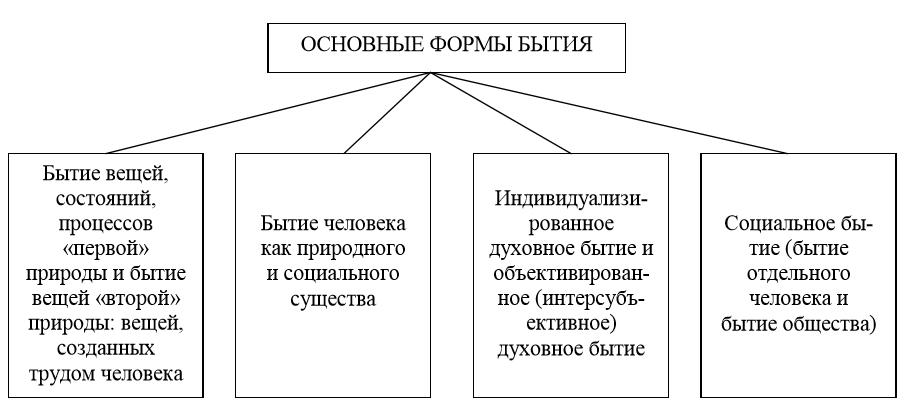 ОСНОВНЫЕ ФОРМЫ БЫТИЯ
Бытие вещей,
состояний,
процессов
«первой»
природы и бытие
вещей «второй»
природы: вещей,
созданных
трудом человека
Бытие человека
как природного
и социального
существа
Индивидуализи-
рованное
духовное бытие и
объективирован-
ное (интерсубъ-
ективное)
духовное бытие
Социальное бы-
тие (бытие
отдельного
человека и
бытие общества)